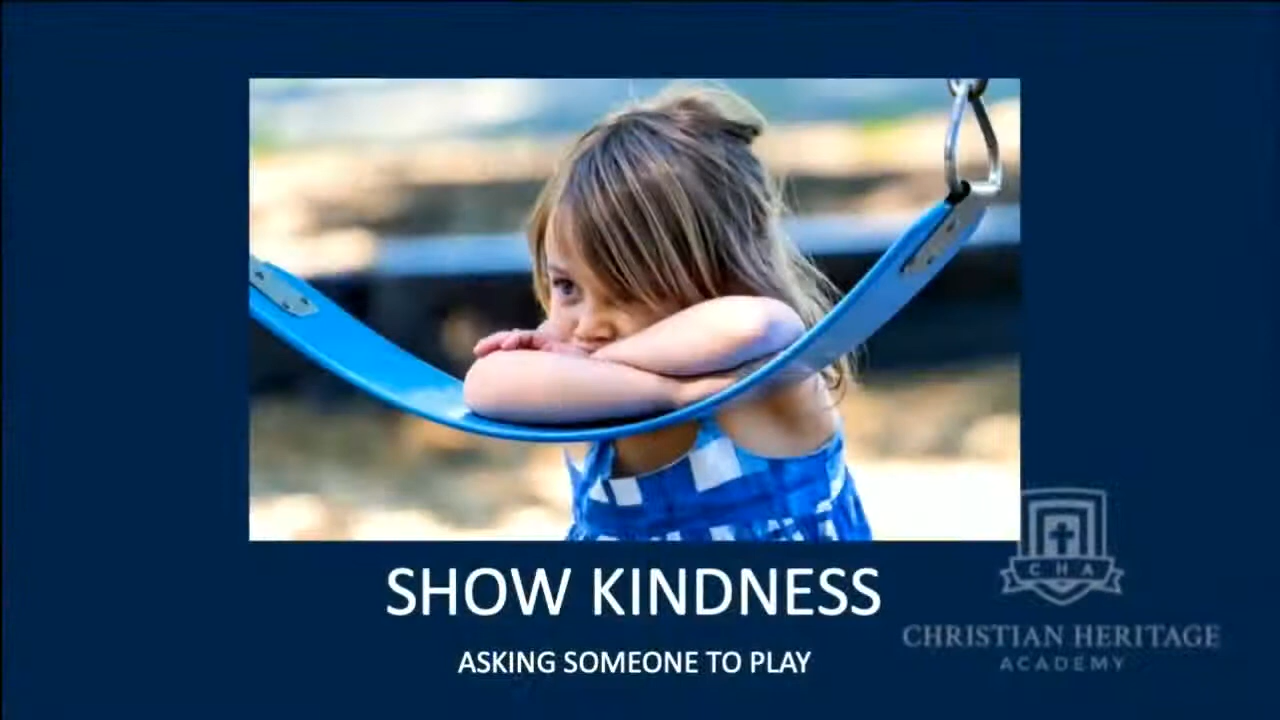 SHOW KINDNESS
ASKING SOMEONE TO PLAY
CHA
CHRISTIAN HERITAGE
ACADEMY